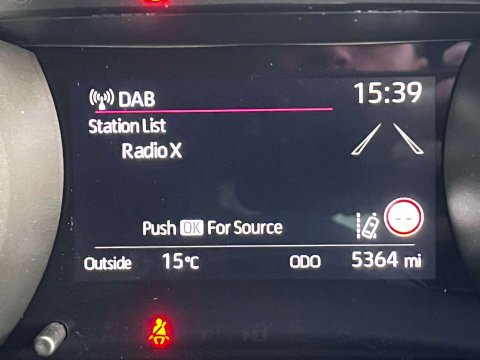 DAB 15:39
Station List
Radio X
Push OK For Source
--
Outside 15°C ODO 5364 mi